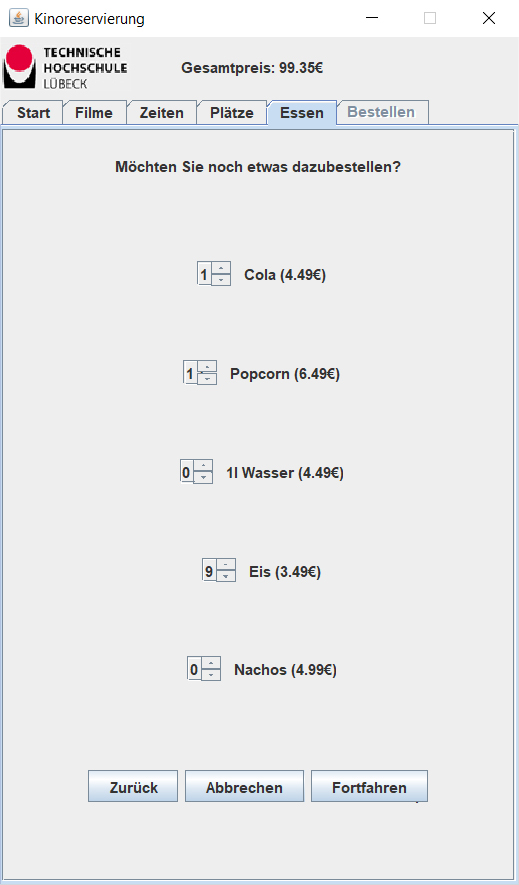 Kinoreservierung
TECHNISCHE
HOCHSCHULE
LÜBECK
Gesamtpreis: 99.35€
Start Filme Zeiten Plätze Essen Bestellen
Möchten Sie noch etwas dazubestellen?
1 Cola (4.49€)
1 Popcorn (6.49€)
0 1l Wasser (4.49€)
9 Eis (3.49€)
0 Nachos (4.99€)
Zurück Abbrechen Fortfahren